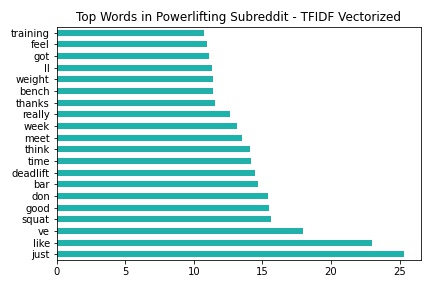 Top Words in Powerlifting Subreddit - TFIDF Vectorized
training
feel
got
ll
weight
bench
thanks
really
week
meet
think
time
deadlift
bar
don
good
squat
ve
like
just
0 5 10 15 20 25